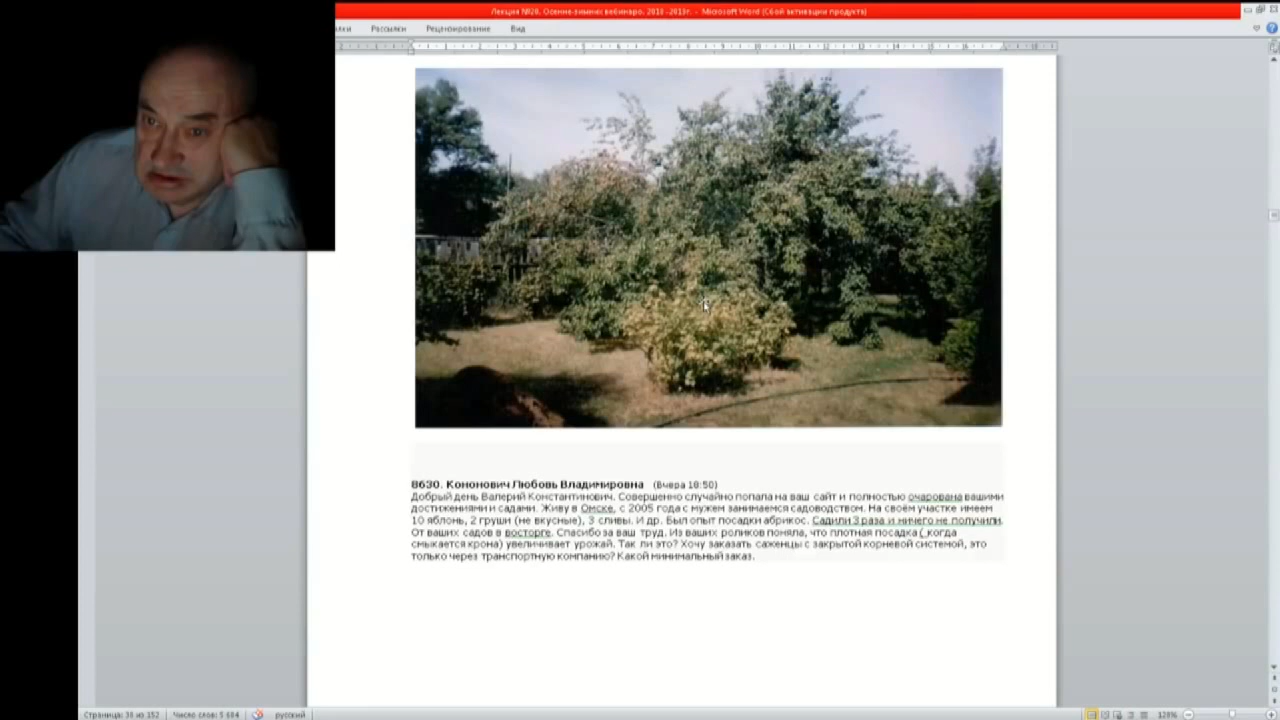 Лекция №20. Осенне-зимние вебинары. 2018 -2019г. - Microsoft Word (Сбой активации продукта)
Рассылки Рецензирование Вид
8630. Кононович Любовь Владимировна (Вчера 18:50)
Добрый день Валерий Константинович. Совершенно случайно попала на ваш сайт и полностью очарована вашими
достижениями и садами. Живу в Омске, с 2005 года с мужем занимаемся садоводством. На своём участке имеем
10 яблонь, 2 груши (не вкусные), 3 сливы. И др. Был опыт посадки абрикос. Садили 3 раза и ничего не получили.
От ваших садов в восторге. Спасибо за ваш труд. Из ваших роликов поняла, что плотная посадка ( когда
смыкается крона) увеличивает урожай. Так ли это? Хочу заказать саженцы с закрытой корневой системой, это
только через транспортную компанию? Какой минимальный заказ.
Страница: 38 из 152 Число слов: 5 684 русский 120%